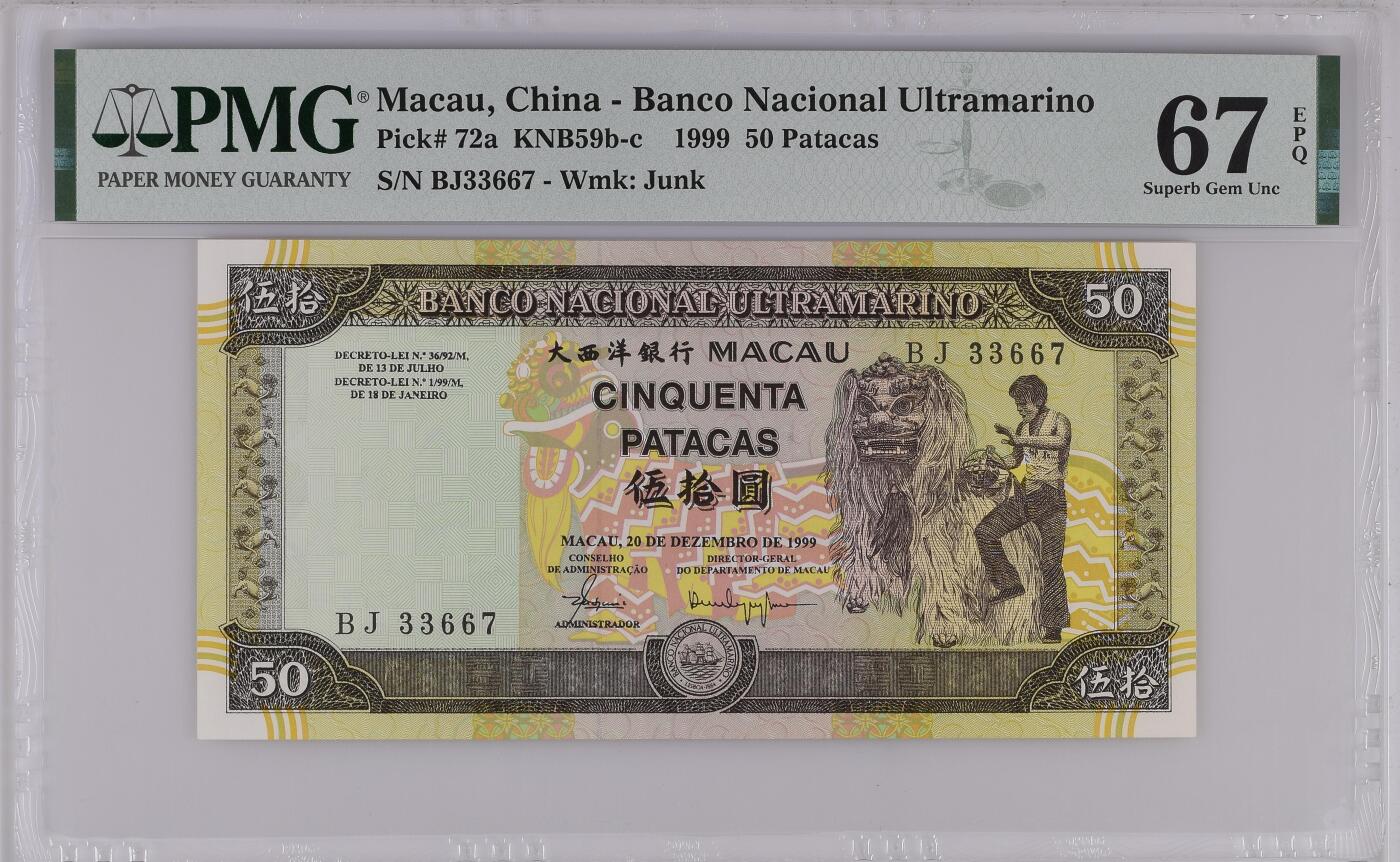 PMG®
PAPER MONEY GUARANTY
Macau, China - Banco Nacional Ultramarino
Pick# 72a KNB59b-c 1999 50 Patacas
S/N BJ33667 - Wmk: Junk
67
EPQ
Superb Gem Unc
伍拾
BANCO NACIONAL ULTRAMARINO
50
DECRETO-LEI N.º 36/92/M,
DE 13 DE JULHO
DECRETO-LEI N.º 1/99/M,
DE 18 DE JANEIRO
大西洋銀行 MACAU
BJ 33667
CINQUENTA
PATACAS
伍拾圓
MACAU, 20 DE DEZEMBRO DE 1999
CONSELHO
DE ADMINISTRAÇÃO
DIRECTOR-GERAL
DO DEPARTAMENTO DE MACAU
ADMINISTRADOR
BJ 33667
BANCO NACIONAL ULTRAMARINO
50
伍拾